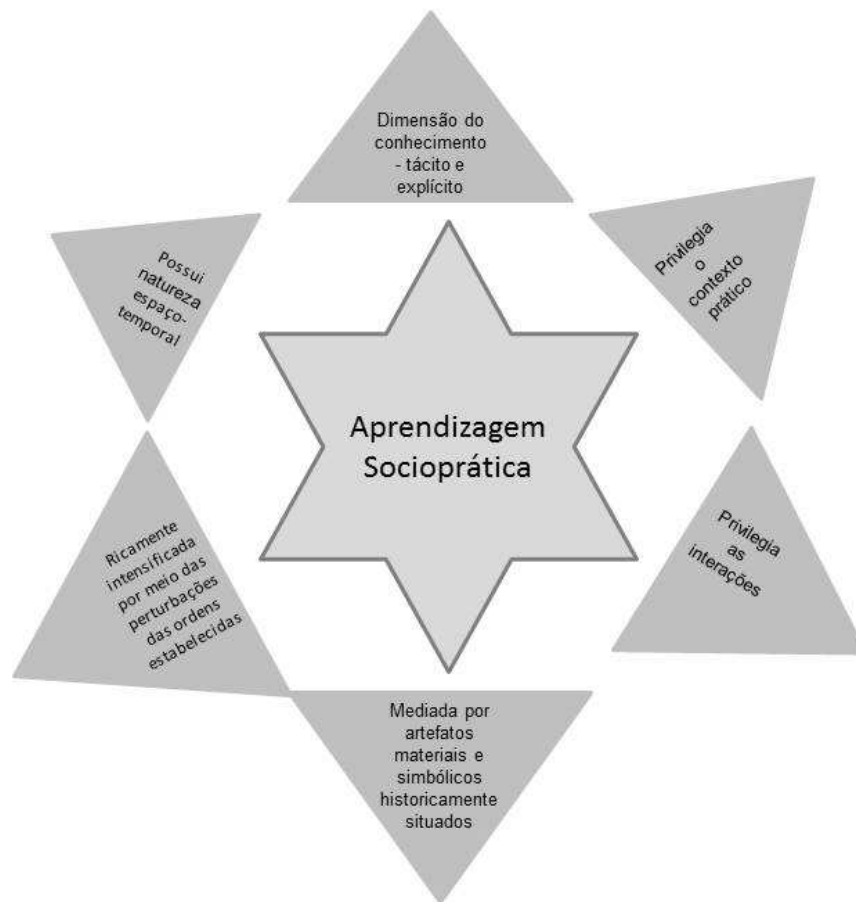 Dimensão do
conhecimento
- tácito e
explícito
Privilegia
o
contexto
prático
Privilegia
as
interações
Mediada por
artefatos
materiais e
simbólicos
historicamente
situados
Ricamente
intensificada
por meio das
perturbações
das ordens
estabelecidas
Possui
natureza
espaço-
temporal
Aprendizagem
Socioprática